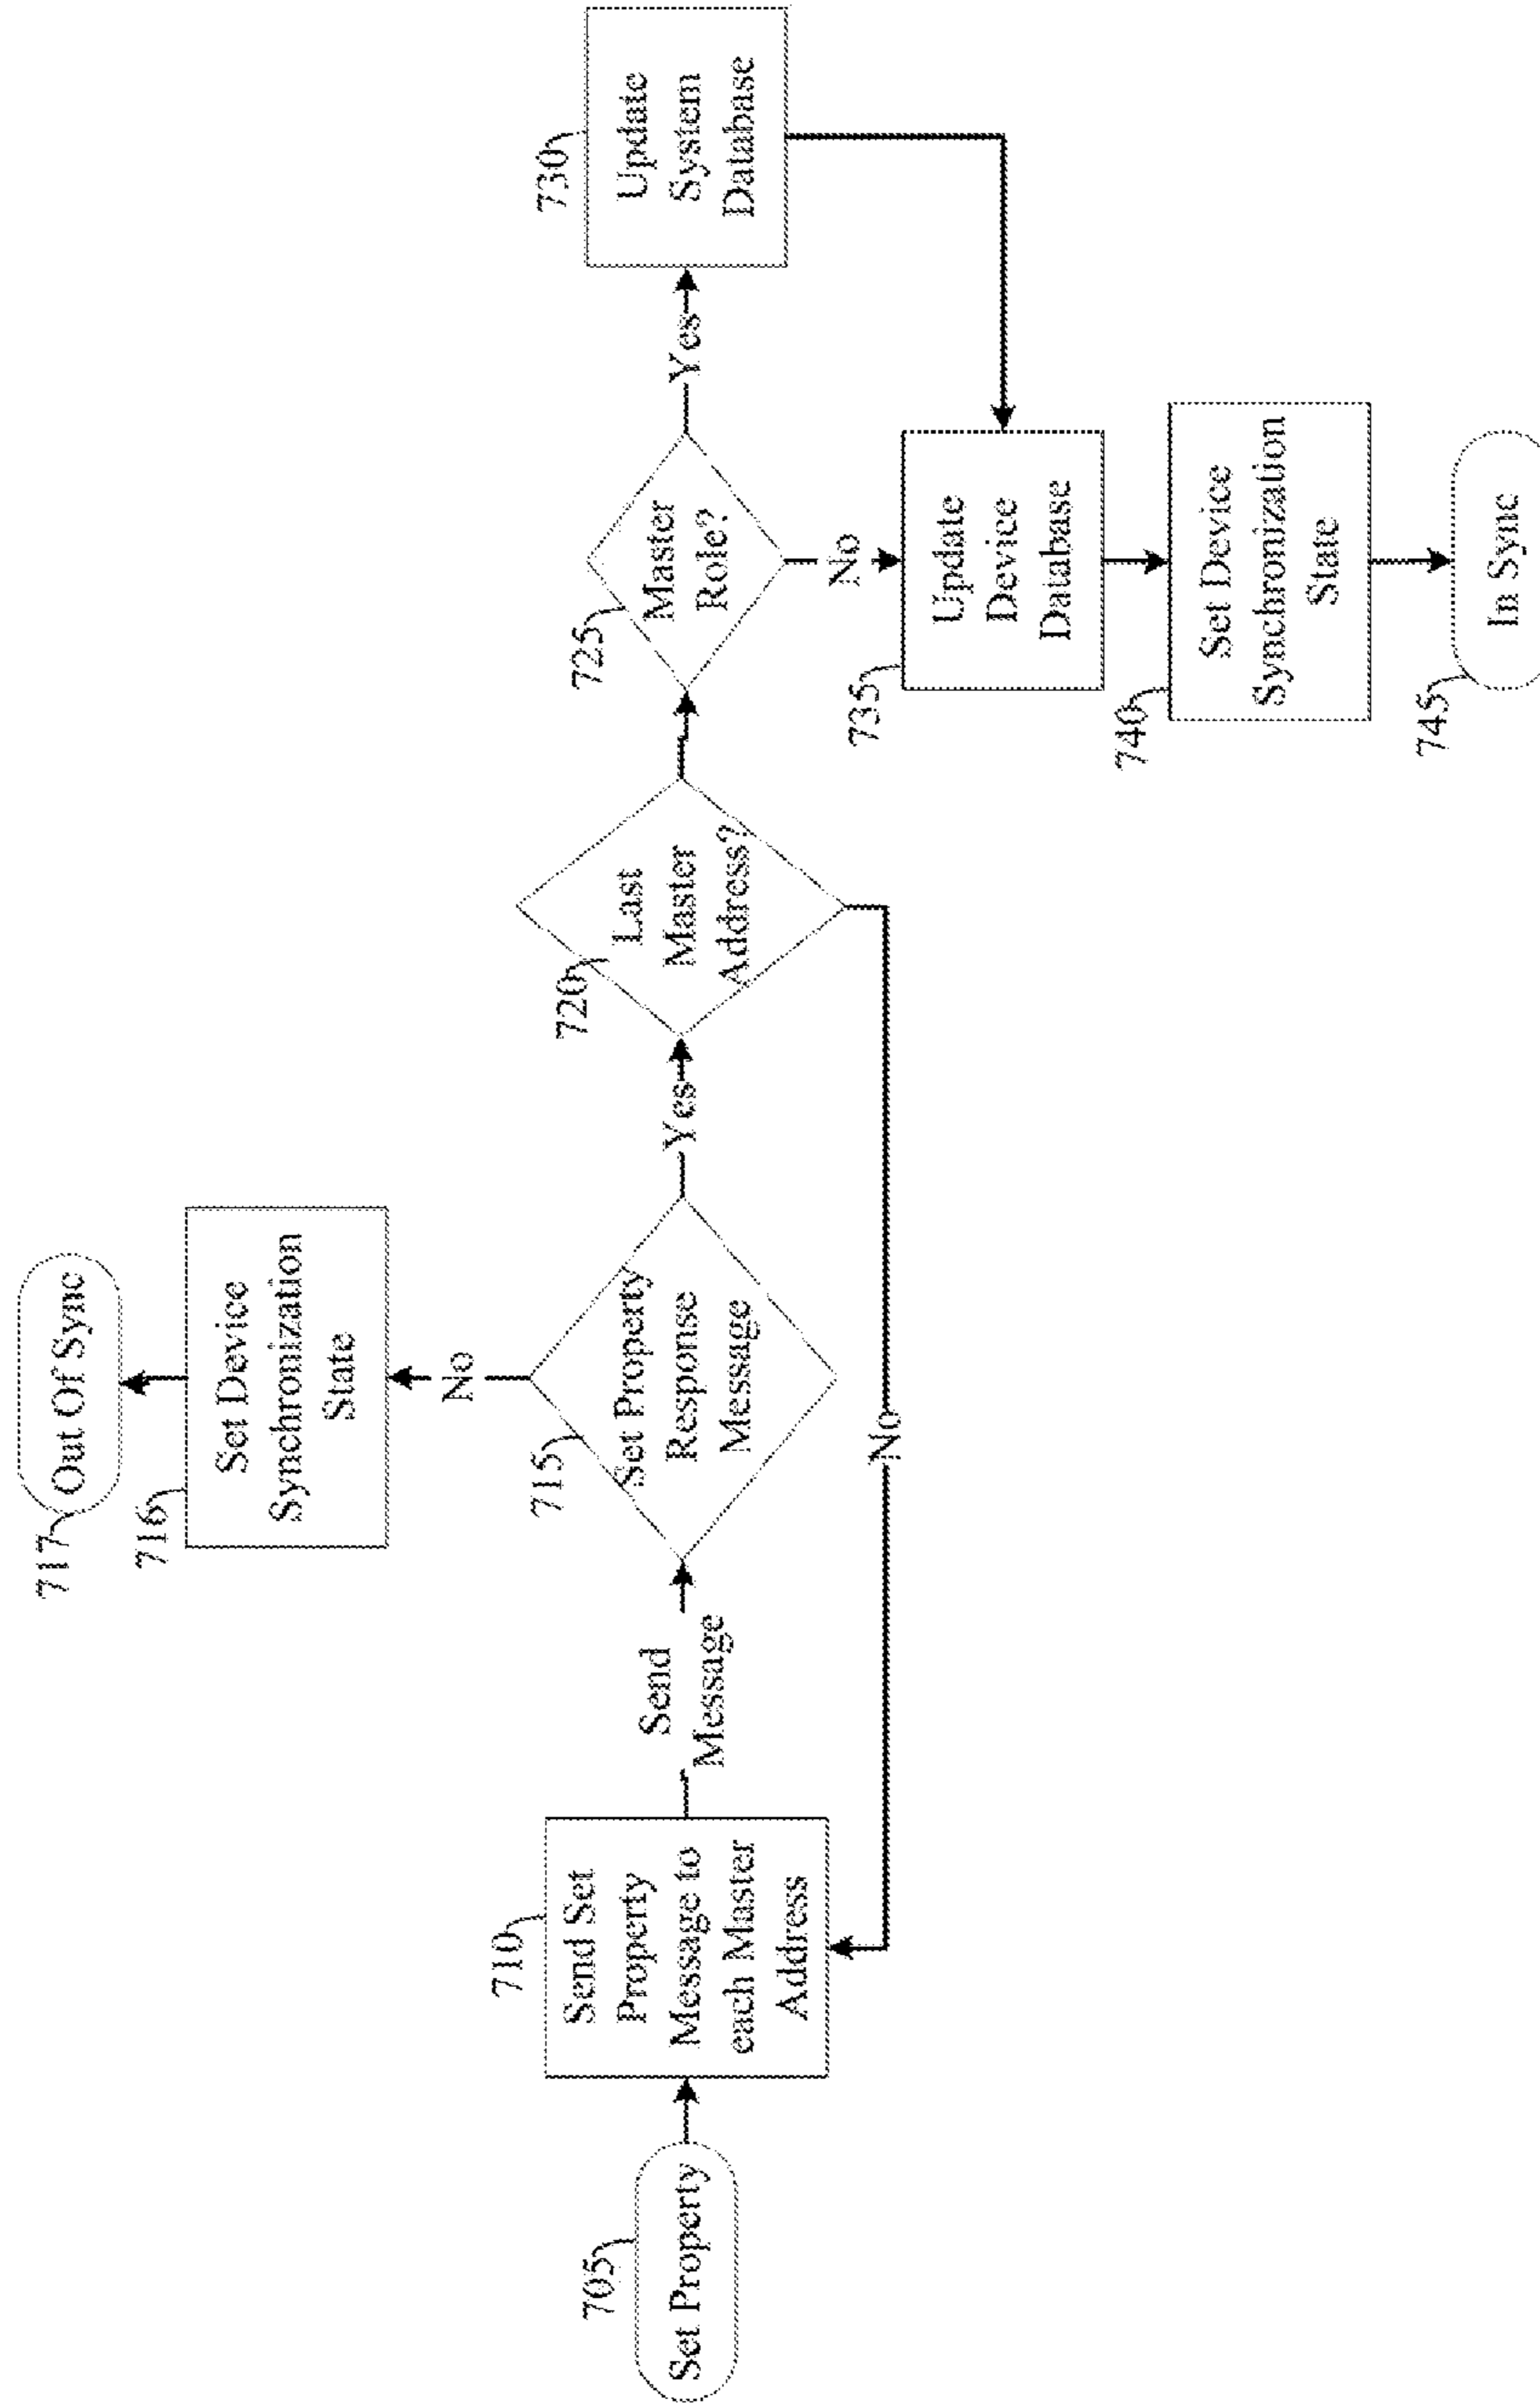 705
Set Property
710
Send Set
Property
Message to
each Master
Address
Send
Message
715
Set Property
Response
Message
No
716
Set Device
Synchronization
State
717
Out Of Sync
Yes
720
Last
Master
Address?
No
725
Master
Role?
Yes
730
Update
System
Database
No
735
Update
Device
Database
740
Set Device
Synchronization
State
745
In Sync